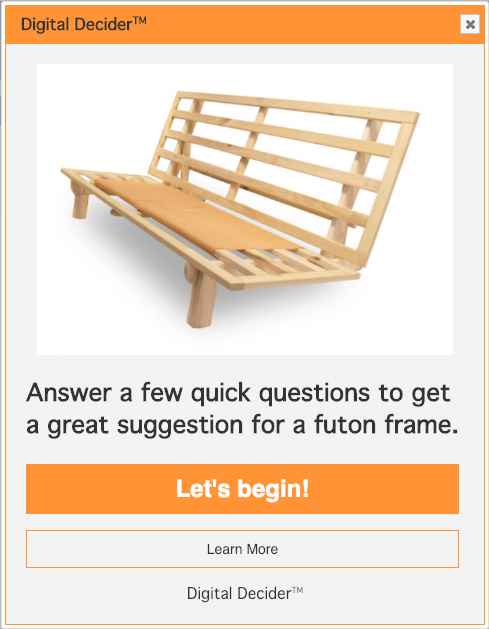 Digital Decider™
Answer a few quick questions to get
a great suggestion for a futon frame.
Let's begin!
Learn More
Digital Decider™